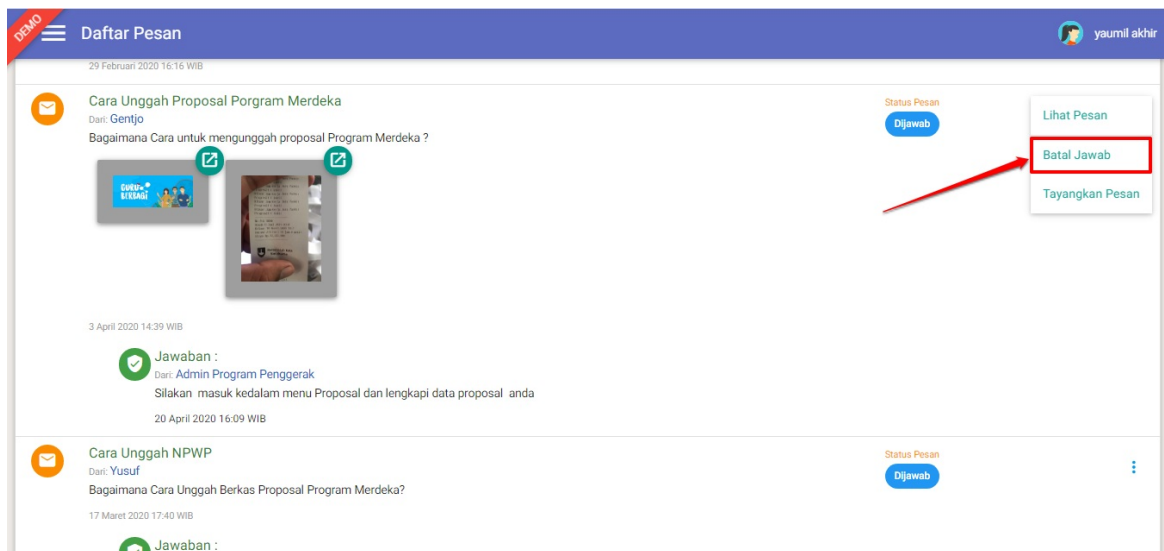 DEMO
Daftar Pesan
yaumil akhir
29 Februari 2020 16:16 WIB
Cara Unggah Proposal Porgram Merdeka
Dari: Gentjo
Bagaimana Cara untuk mengunggah proposal Program Merdeka ?
Status Pesan
Dijawab
Lihat Pesan
Batal Jawab
Tayangkan Pesan
GURU
BERBAGI
3 April 2020 14:39 WIB
Jawaban :
Dari: Admin Program Penggerak
Silakan masuk kedalam menu Proposal dan lengkapi data proposal anda
20 April 2020 16:09 WIB
Cara Unggah NPWP
Dari: Yusuf
Bagaimana Cara Unggah Berkas Proposal Program Merdeka?
Status Pesan
Dijawab
17 Maret 2020 17:40 WIB
Jawaban :